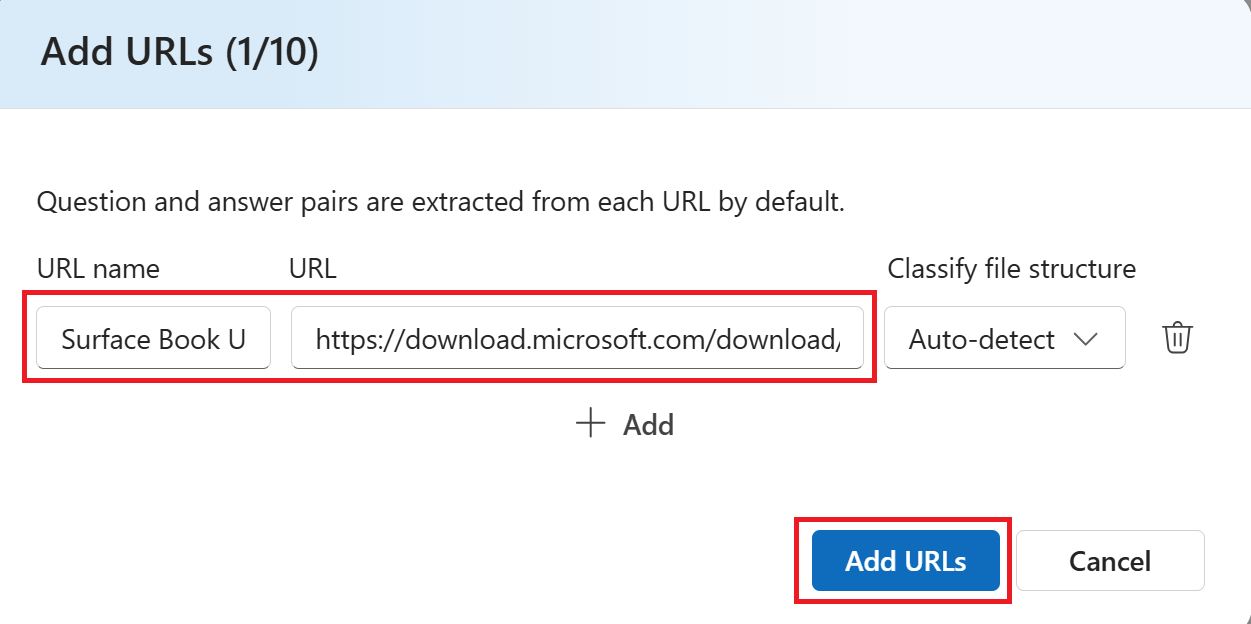 Add URLs (1/10)
Question and answer pairs are extracted from each URL by default.
URL name URL Classify file structure
Surface Book U https://download.microsoft.com/download/ Auto-detect
Add
Add URLs Cancel